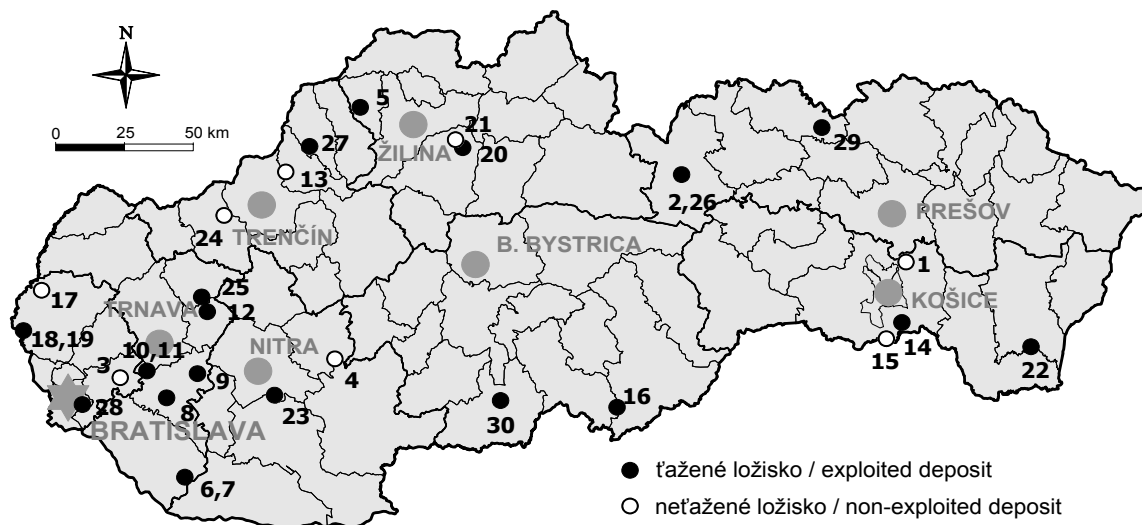 N
0 25 50 km
5
21
ŽILINA
20
27
13
29
2,26
PREŠOV
24
TRENČÍN
B. BYSTRICA
1
KOŠICE
17
25
TRNAVA
12
18,19
10,11
NITRA
3
9
4
14
15
22
28
8
23
16
30
BRATISLAVA
6,7
ťažené ložisko / exploited deposit
neťažené ložisko / non-exploited deposit